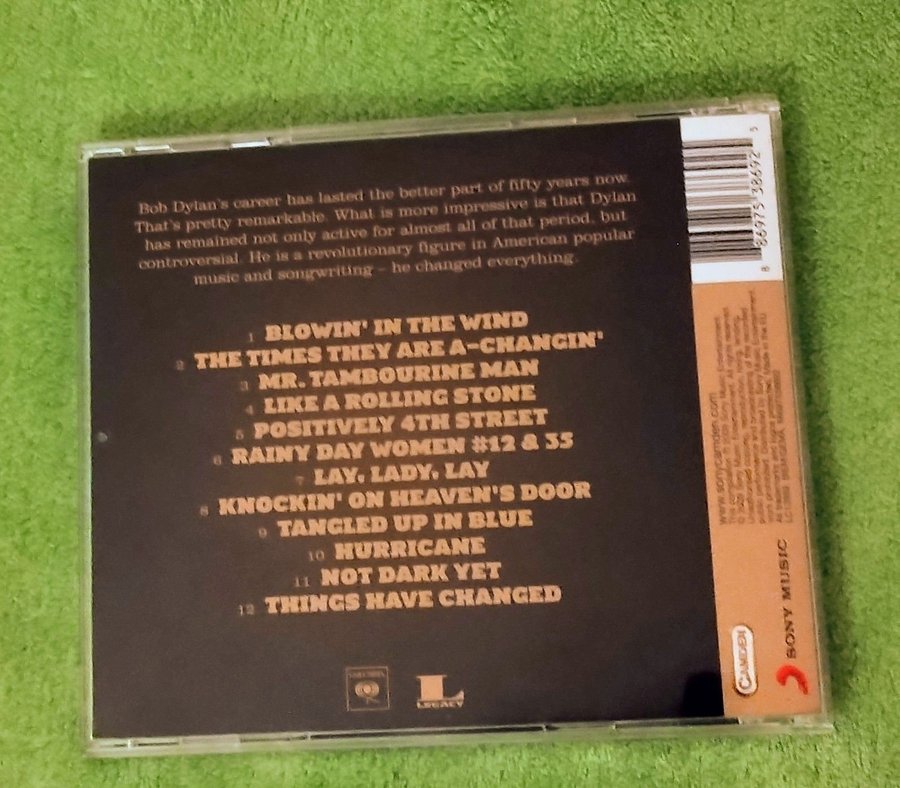 Bob Dylan's career has lasted the better part of fifty years now.
That's pretty remarkable. What is more impressive is that Dylan
has remained not only active for almost all of that period, but
controversial. He is a revolutionary figure in American popular
music and songwriting – he changed everything.
1 BLOWIN' IN THE WIND
2 THE TIMES THEY ARE A-CHANGIN'
3 MR. TAMBOURINE MAN
4 LIKE A ROLLING STONE
5 POSITIVELY 4TH STREET
6 RAINY DAY WOMEN #12 & 35
7 LAY, LADY, LAY
8 KNOCKIN' ON HEAVEN'S DOOR
9 TANGLED UP IN BLUE
10 HURRICANE
11 NOT DARK YET
12 THINGS HAVE CHANGED
COLUMBIA
LEGACY
8 86975 38692 5
www.sonycamden.com
CAMDEN
SONY MUSIC